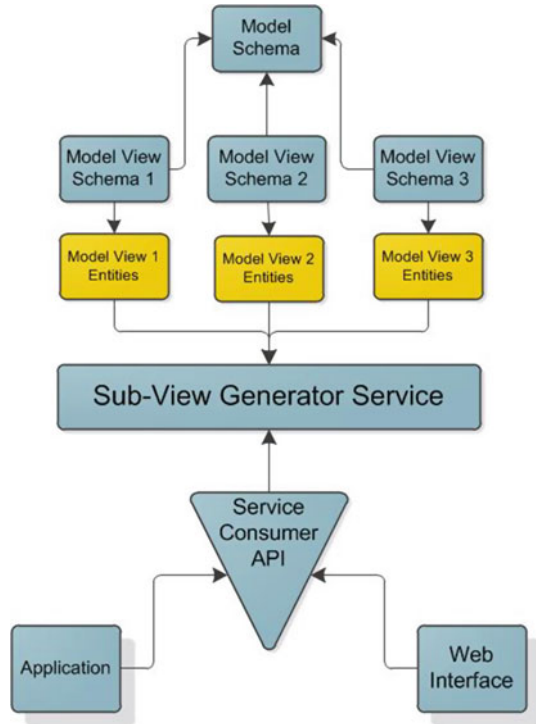 Model
Schema
Model View
Schema 1
Model View
Schema 2
Model View
Schema 3
Model View 1
Entities
Model View 2
Entities
Model View 3
Entities
Sub-View Generator Service
Service
Consumer
API
Application
Web
Interface